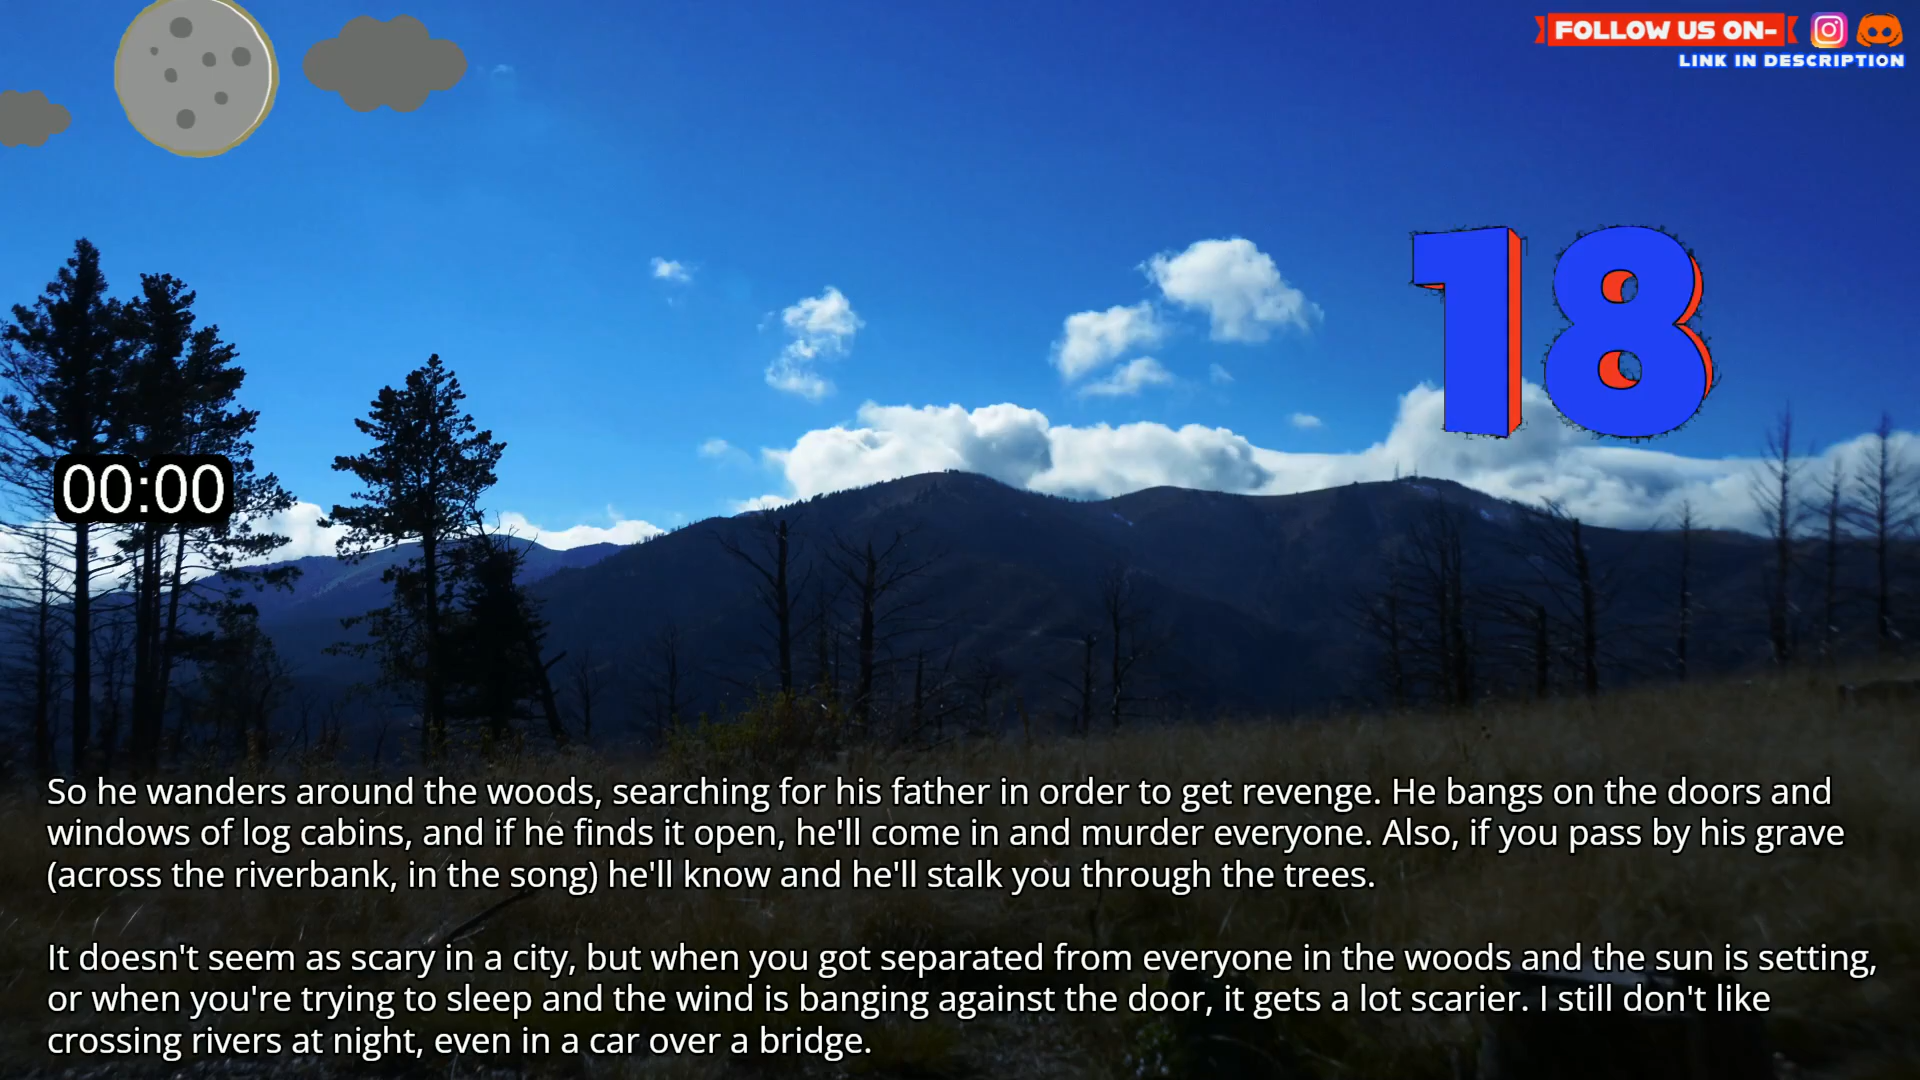 FOLLOW US ON-
LINK IN DESCRIPTION
18
00:00
So he wanders around the woods, searching for his father in order to get revenge. He bangs on the doors and
windows of log cabins, and if he finds it open, he'll come in and murder everyone. Also, if you pass by his grave
(across the riverbank, in the song) he'll know and he'll stalk you through the trees.
It doesn't seem as scary in a city, but when you got separated from everyone in the woods and the sun is setting,
or when you're trying to sleep and the wind is banging against the door, it gets a lot scarier. I still don't like
crossing rivers at night, even in a car over a bridge.